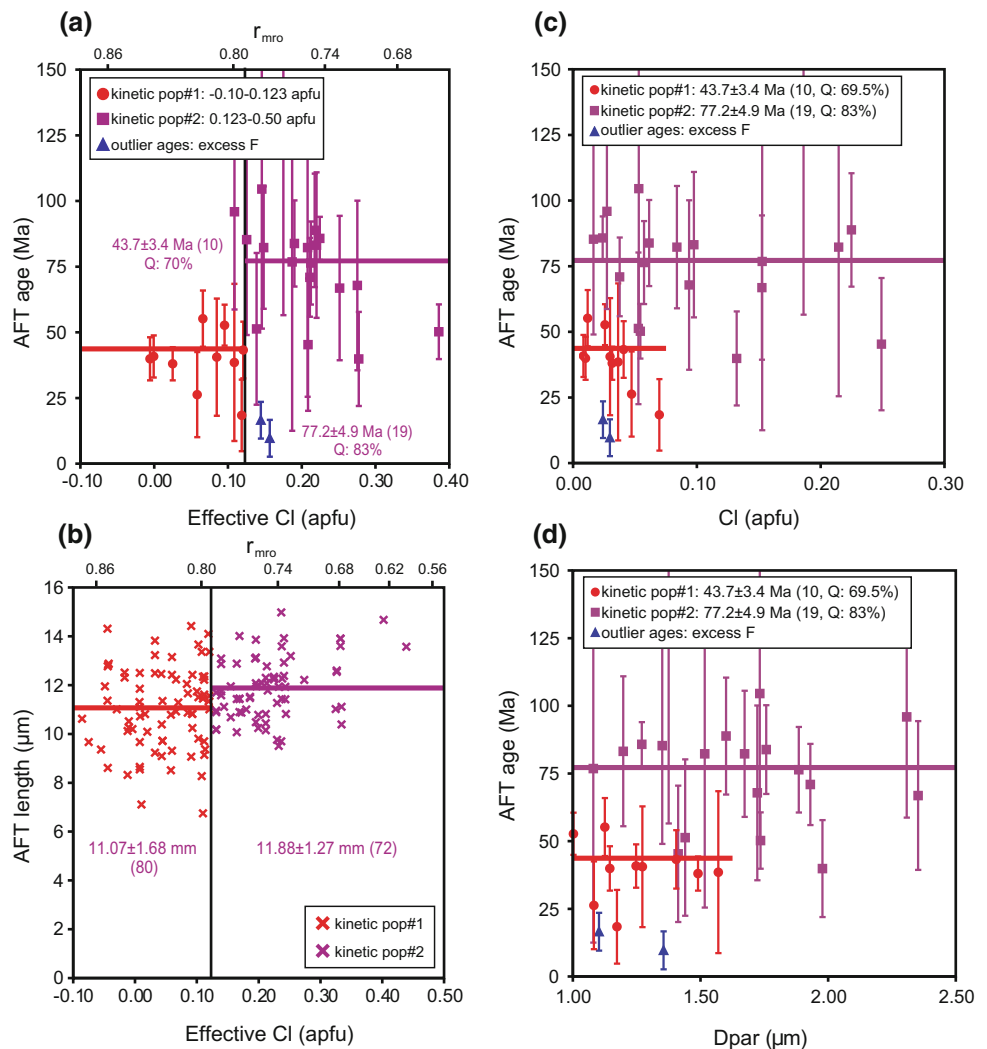 (a)
r_mro
0.86 0.80 0.74 0.68
150
125
100
75
50
25
0
AFT age (Ma)
kinetic pop#1: -0.10-0.123 apfu
kinetic pop#2: 0.123-0.50 apfu
outlier ages: excess F
43.7±3.4 Ma (10)
Q: 70%
77.2±4.9 Ma (19)
Q: 83%
-0.10 0.00 0.10 0.20 0.30 0.40
Effective Cl (apfu)
(c)
150
125
100
75
50
25
0
AFT age (Ma)
kinetic pop#1: 43.7±3.4 Ma (10, Q: 69.5%)
kinetic pop#2: 77.2±4.9 Ma (19, Q: 83%)
outlier ages: excess F
0.00 0.10 0.20 0.30
Cl (apfu)
(b)
r_mro
0.86 0.80 0.74 0.68 0.62 0.56
16
14
12
10
8
6
4
2
0
AFT length (µm)
11.07±1.68 mm
(80)
11.88±1.27 mm (72)
kinetic pop#1
kinetic pop#2
-0.10 0.00 0.10 0.20 0.30 0.40 0.50
Effective Cl (apfu)
(d)
150
125
100
75
50
25
0
AFT age (Ma)
kinetic pop#1: 43.7±3.4 Ma (10, Q: 69.5%)
kinetic pop#2: 77.2±4.9 Ma (19, Q: 83%)
outlier ages: excess F
1.00 1.50 2.00 2.50
Dpar (µm)